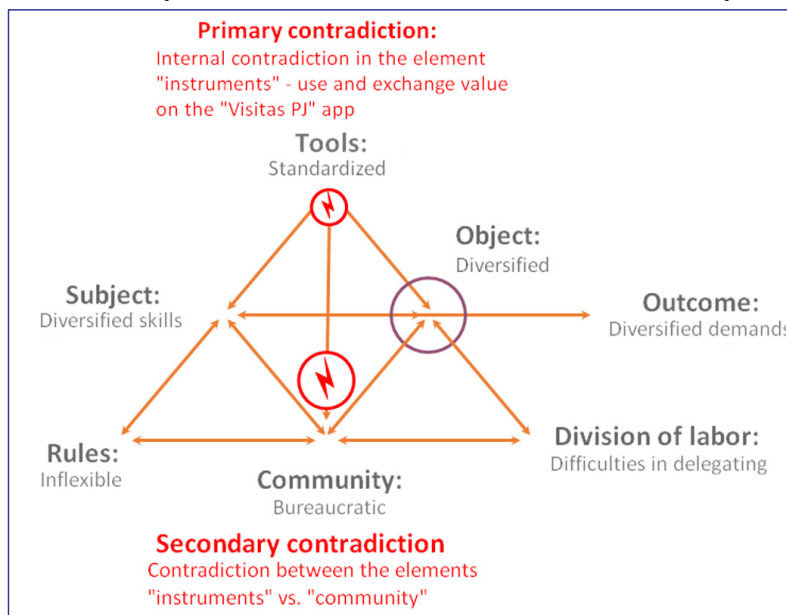 Primary contradiction:
Internal contradiction in the element
"instruments" - use and exchange value
on the "Visitas PJ" app
Tools:
Standardized
Object:
Diversified
Subject:
Diversified skills
Outcome:
Diversified demands
Rules:
Inflexible
Community:
Bureaucratic
Division of labor:
Difficulties in delegating
Secondary contradiction
Contradiction between the elements
"instruments" vs. "community"